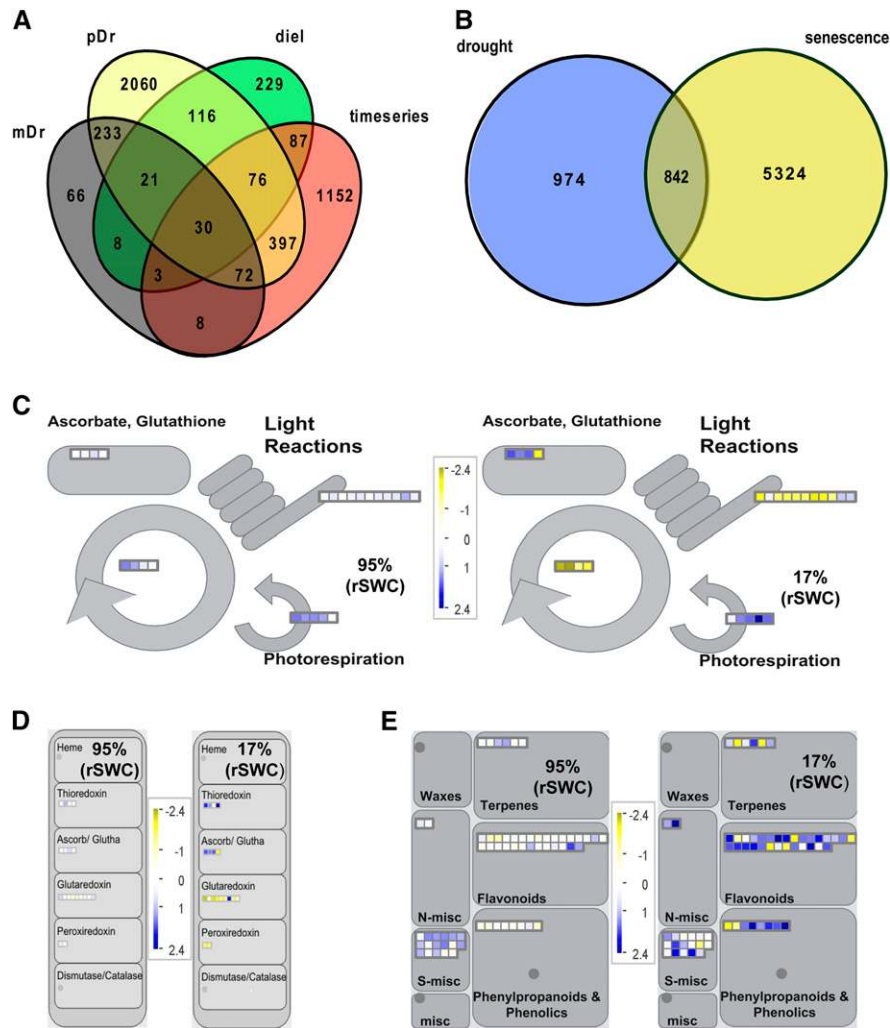 A
pDr
diel
mDr
timeseries
2060
229
116
233
87
66
21
76
1152
30
8
397
3
72
8
B
drought
senescence
974
842
5324
C
Ascorbate, Glutathione
Light
Reactions
95%
(rSWC)
Photorespiration
-2.4
-1
0
1
2.4
Ascorbate, Glutathione
Light
Reactions
17%
(rSWC)
Photorespiration
D
Heme
95%
(rSWC)
Thioredoxin
Ascorb/ Glutha
Glutaredoxin
Peroxiredoxin
Dismutase/Catalase
-2.4
-1
0
1
2.4
Heme
17%
(rSWC)
Thioredoxin
Ascorb/ Glutha
Glutaredoxin
Peroxiredoxin
Dismutase/Catalase
E
95%
(rSWC)
Waxes
Terpenes
N-misc
Flavonoids
S-misc
Phenylpropanoids &
Phenolics
misc
-2.4
-1
0
1
2.4
17%
(rSWC)
Waxes
Terpenes
N-misc
Flavonoids
S-misc
Phenylpropanoids &
Phenolics
misc